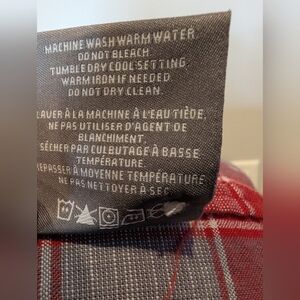 MACHINE WASH WARM WATER.
DO NOT BLEACH.
TUMBLE DRY COOL SETTING.
WARM IRON IF NEEDED.
DO NOT DRY CLEAN.
LAVER À LA MACHINE À L'EAU TIÈDE,
NE PAS UTILISER D'AGENT DE
BLANCHIMENT,
SÉCHER PAR CULBUTAGE À BASSE
TEMPÉRATURE.
REPASSER À MOYENNE TEMPÉRATURE
NE PAS NETTOYER À SEC.